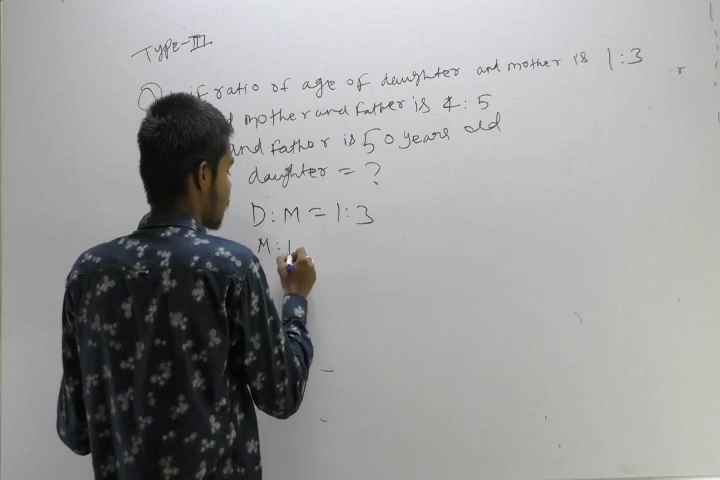 Type-III
if ratio of age of daughter and mother is 1:3
mother and Father is 4:5
and Father is 50 years old
daughter = ?
D:M = 1:3
M: